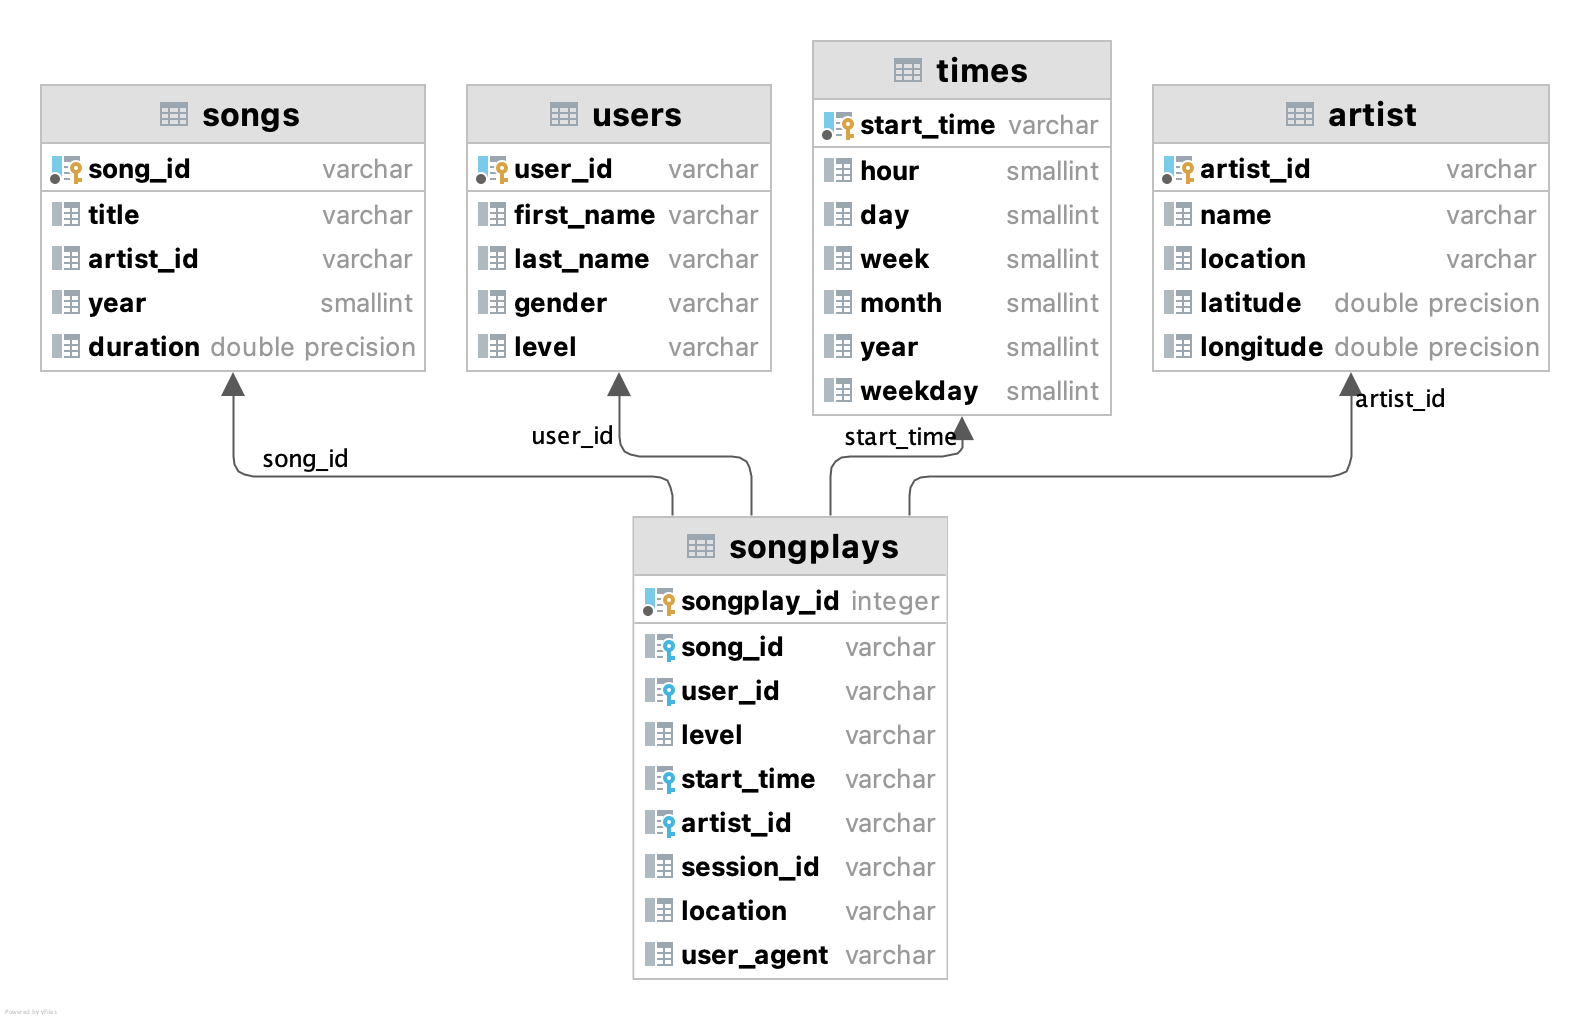 songs
song_id varchar
title varchar
artist_id varchar
year smallint
duration double precision
users
user_id varchar
first_name varchar
last_name varchar
gender varchar
level varchar
times
start_time varchar
hour smallint
day smallint
week smallint
month smallint
year smallint
weekday smallint
artist
artist_id varchar
name varchar
location varchar
latitude double precision
longitude double precision
song_id
user_id
start_time
artist_id
songplays
songplay_id integer
song_id varchar
user_id varchar
level varchar
start_time varchar
artist_id varchar
session_id varchar
location varchar
user_agent varchar
Powered by yFiles